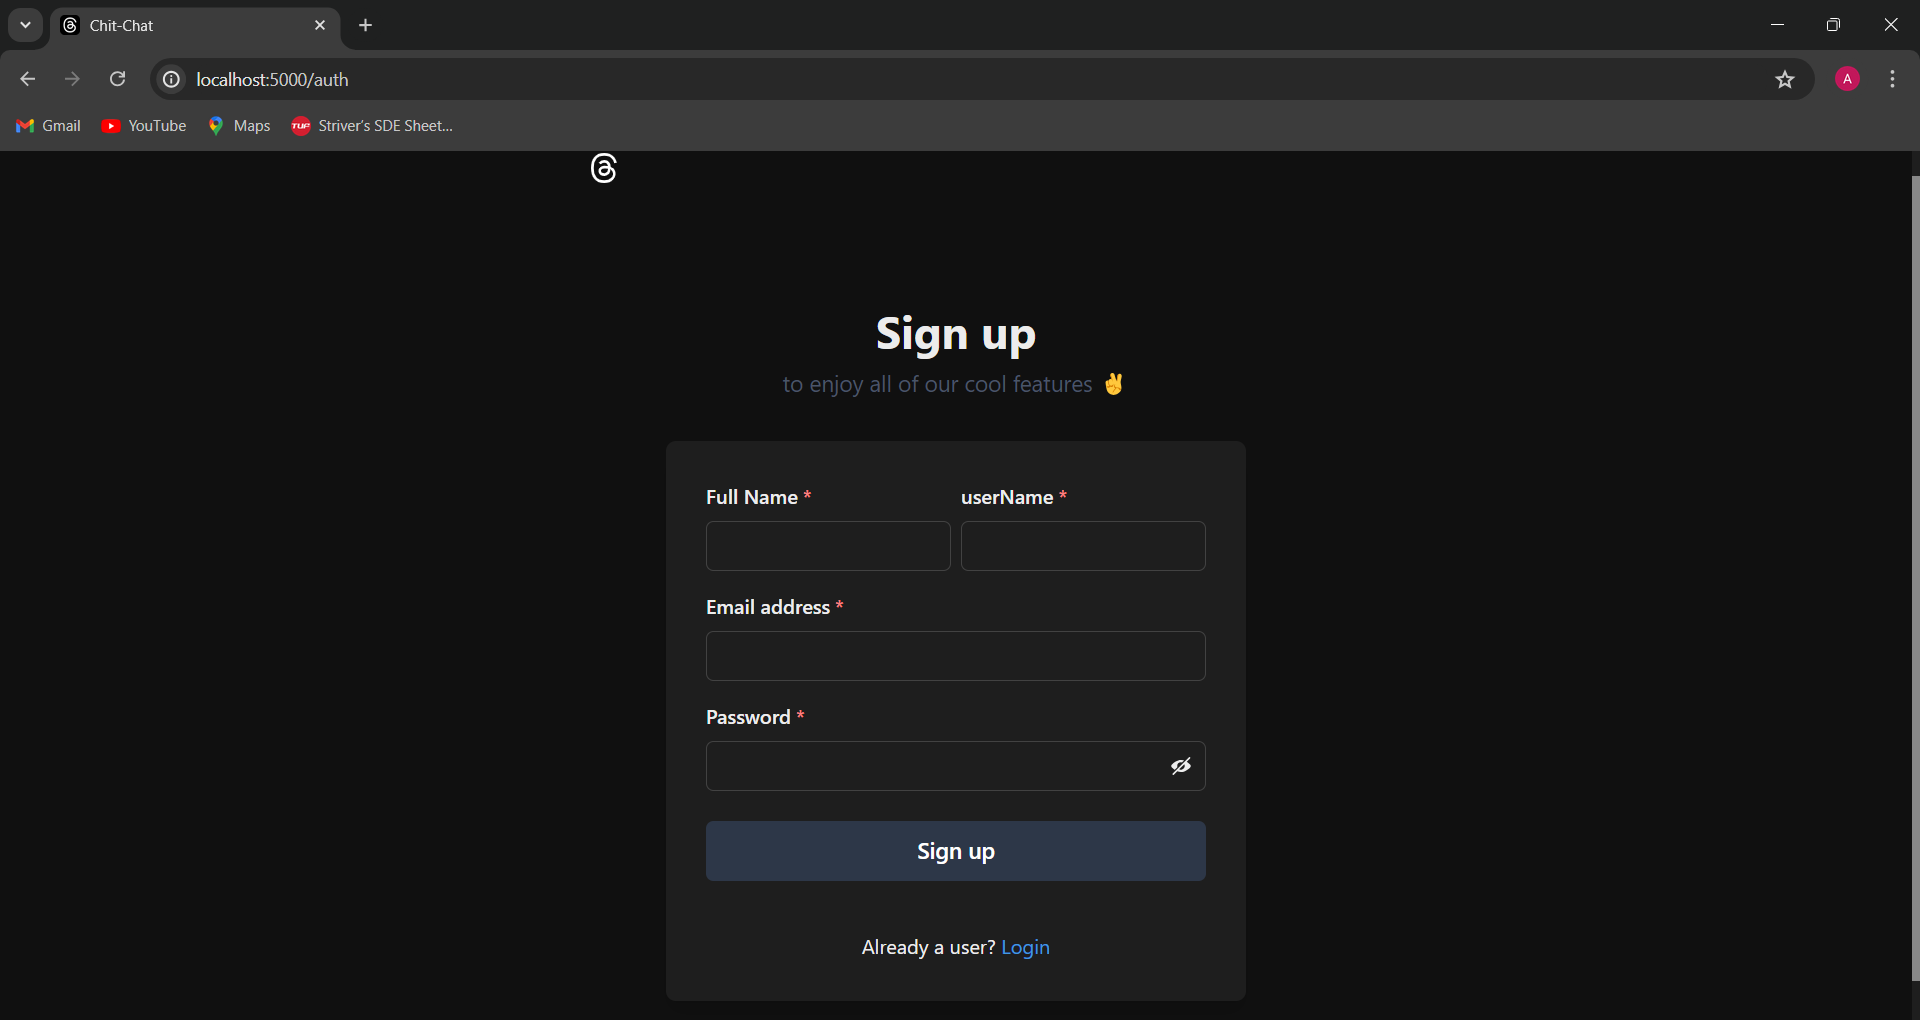 Chit-Chat
localhost:5000/auth
A
Gmail YouTube Maps TUF Striver's SDE Sheet...
Sign up
to enjoy all of our cool features ✌️
Full Name * userName *
Email address *
Password *
Sign up
Already a user? Login